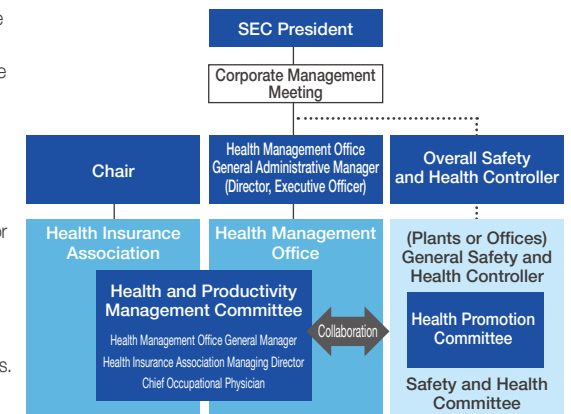 e
e
or
s.
SEC President
Corporate Management
Meeting
Chair
Health Management Office
General Administrative Manager
(Director, Executive Officer)
Overall Safety
and Health Controller
Health Insurance
Association
Health Management
Office
(Plants or Offices)
General Safety and
Health Controller
Health and Productivity
Management Committee
Health Management Office General Manager
Health Insurance Association Managing Director
Chief Occupational Physician
Collaboration
Health Promotion
Committee
Safety and Health
Committee